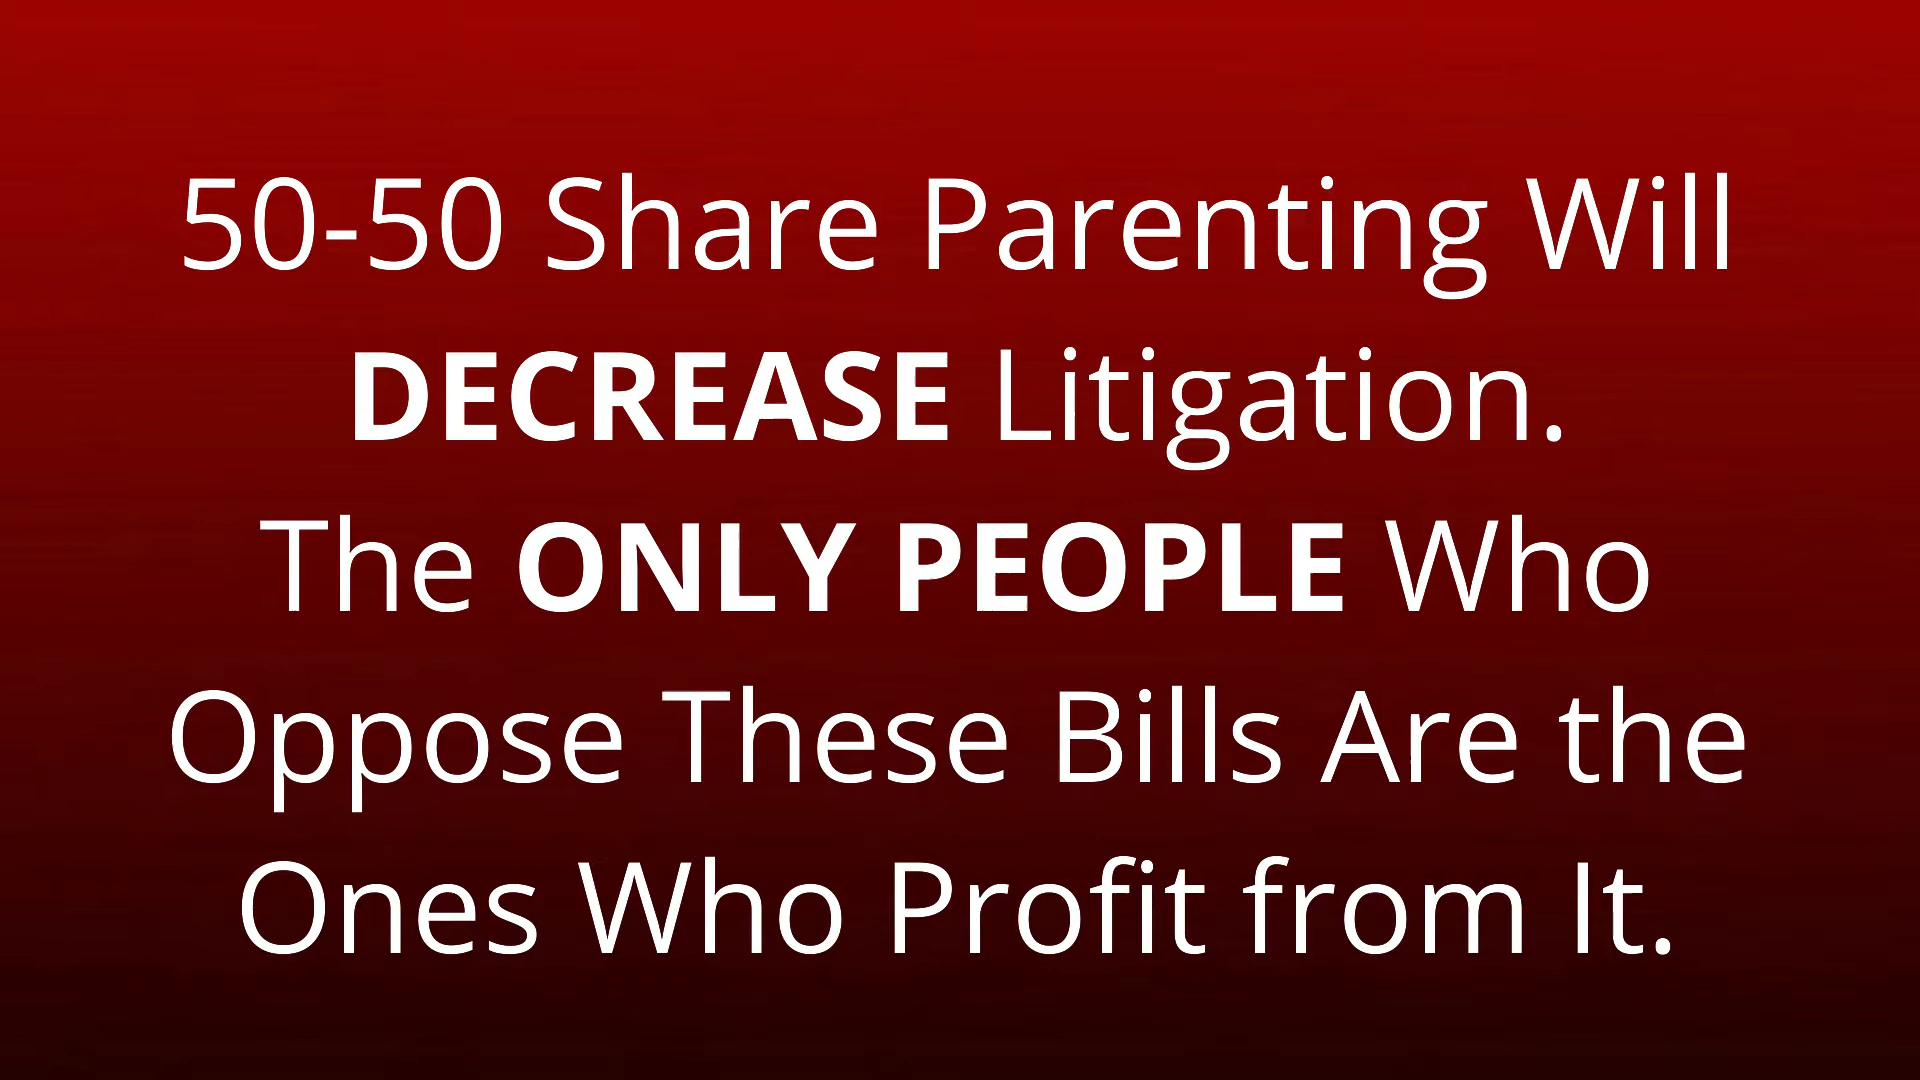 50-50 Share Parenting Will
DECREASE Litigation.
The ONLY PEOPLE Who
Oppose These Bills Are the
Ones Who Profit from It.